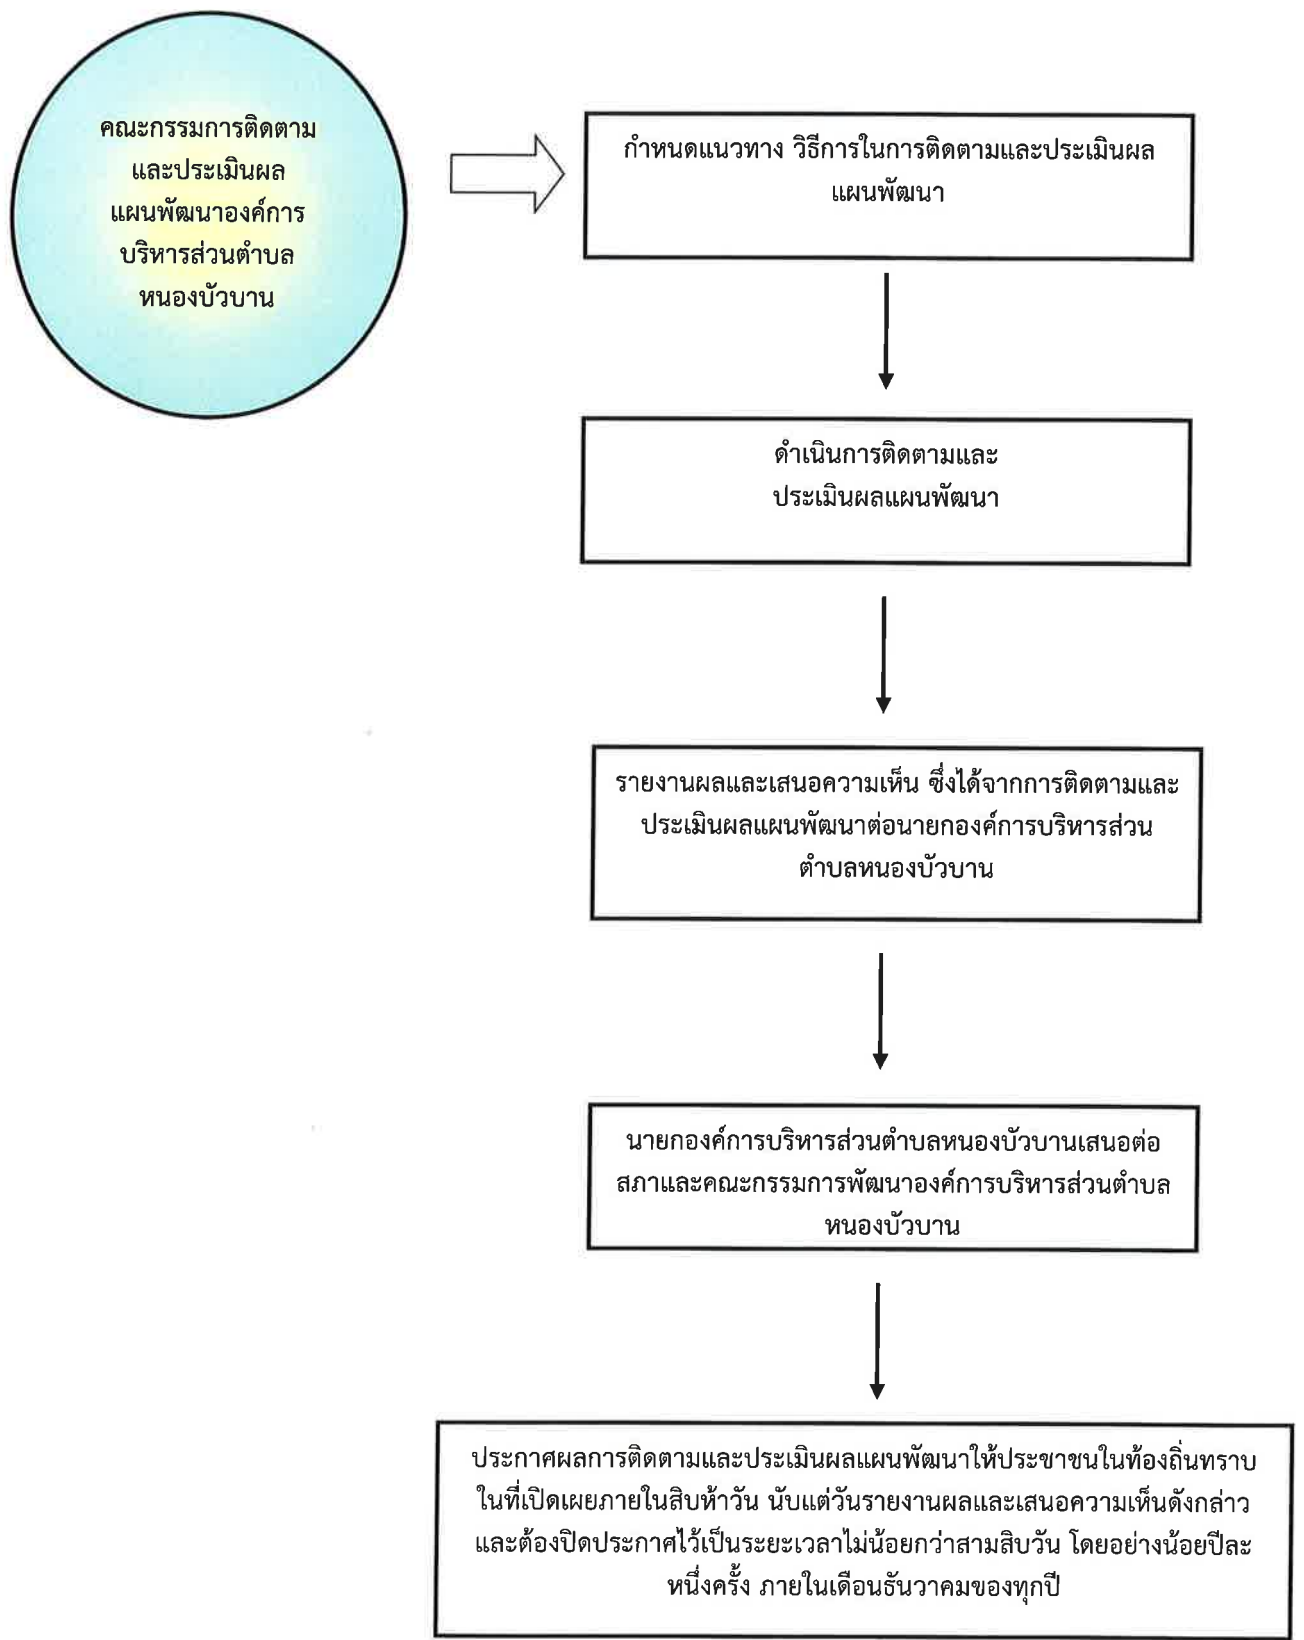 คณะกรรมการติดตาม
และประเมินผล
แผนพัฒนาองค์การ
บริหารส่วนตำบล
หนองบัวบาน
กำหนดแนวทาง วิธีการในการติดตามและประเมินผล
แผนพัฒนา
ดำเนินการติดตามและ
ประเมินผลแผนพัฒนา
รายงานผลและเสนอความเห็น ซึ่งได้จากการติดตามและ
ประเมินผลแผนพัฒนาต่อนายกองค์การบริหารส่วน
ตำบลหนองบัวบาน
นายกองค์การบริหารส่วนตำบลหนองบัวบานเสนอต่อ
สภาและคณะกรรมการพัฒนาองค์การบริหารส่วนตำบล
หนองบัวบาน
ประกาศผลการติดตามและประเมินผลแผนพัฒนาให้ประชาชนในท้องถิ่นทราบ
ในที่เปิดเผยภายในสิบห้าวัน นับแต่วันรายงานผลและเสนอความเห็นดังกล่าว
และต้องปิดประกาศไว้เป็นระยะเวลาไม่น้อยกว่าสามสิบวัน โดยอย่างน้อยปีละ
หนึ่งครั้ง ภายในเดือนธันวาคมของทุกปี